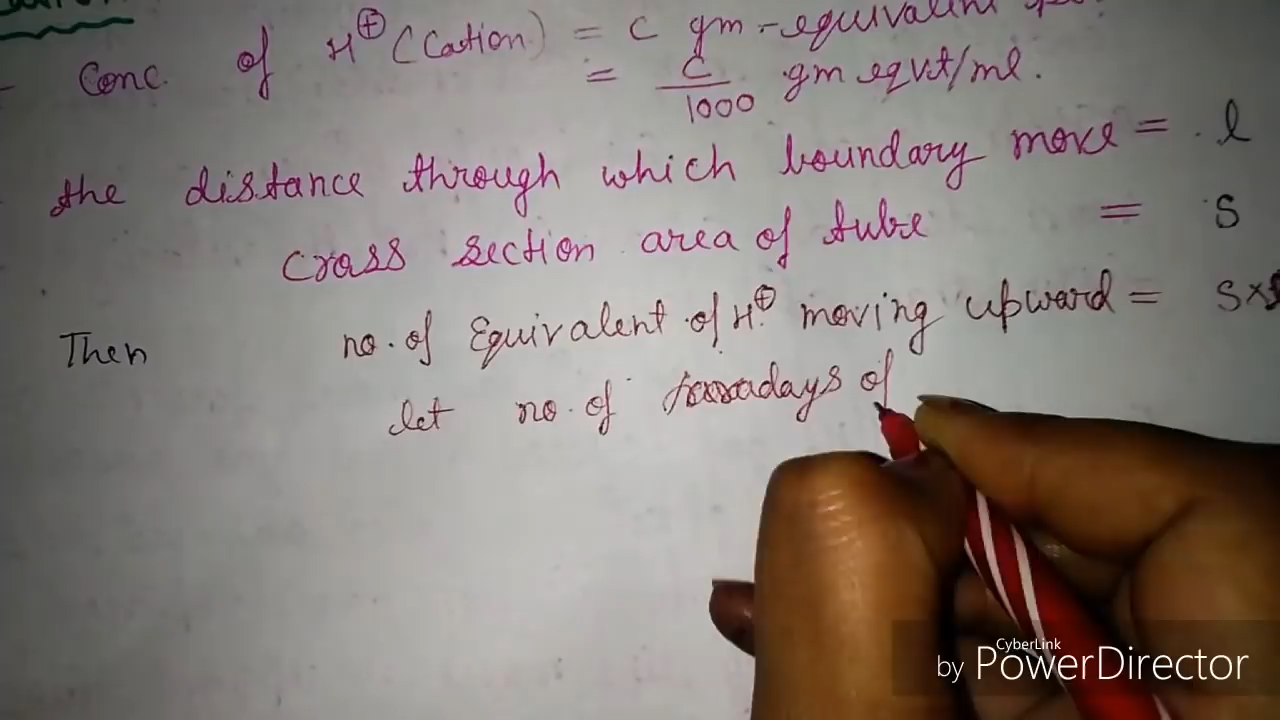 Conc. of H⊕ (Cation) = C gm-equivalent
= C/1000 gm eqvt/ml.
the distance through which boundary move = l
cross section area of tube = S
Then no. of Equivalent of H⊕ moving upward = S×
let no. of faradays of
CyberLink
by PowerDirector